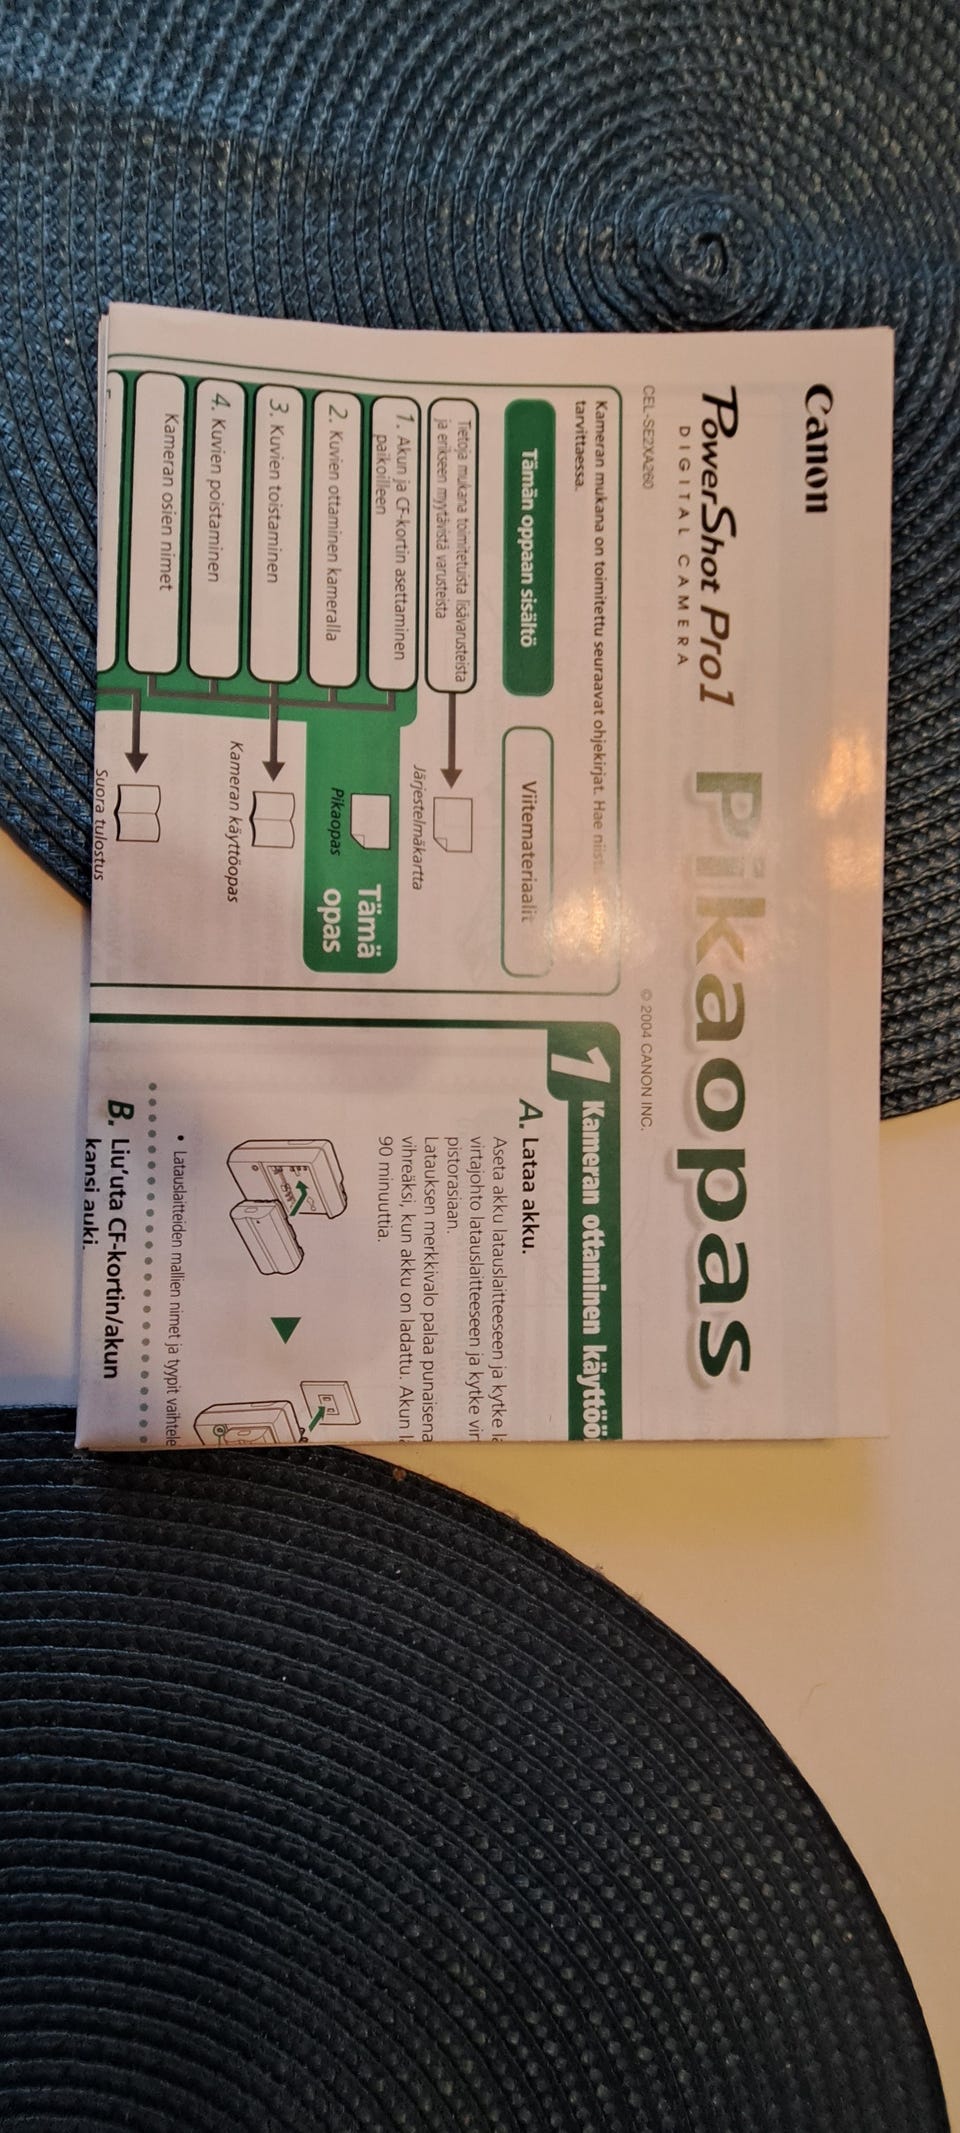 Canon
PowerShot Pro1
DIGITAL CAMERA
Pikaopas
CEL-SE2XA260
© 2004 CANON INC.
Kameran mukana on toimitettu seuraavat ohjekirjat. Hae niistä
tarvittaessa.
Tämän oppaan sisältö
Viitemateriaalit
Tietoja mukana toimitetuista lisävarusteista
ja erikseen myytävistä varusteista
Järjestelmäkartta
1. Akun ja CF-kortin asettaminen
paikoilleen
2. Kuvien ottaminen kameralla
3. Kuvien toistaminen
4. Kuvien poistaminen
Kameran osien nimet
Pikaopas
Tämä
opas
Kameran käyttöopas
Suora tulostus
1 Kameran ottaminen käyttöö
A. Lataa akku.
Aseta akku latauslaitteeseen ja kytke la
virtajohto latauslaitteeseen ja kytke vir
pistorasiaan.
Latauksen merkkivalo palaa punaisena
vihreäksi, kun akku on ladattu. Akun la
90 minuuttia.
• Latauslaitteiden mallien nimet ja tyypit vaihtele
B. Liu'uta CF-kortin/akun
kansi auki.